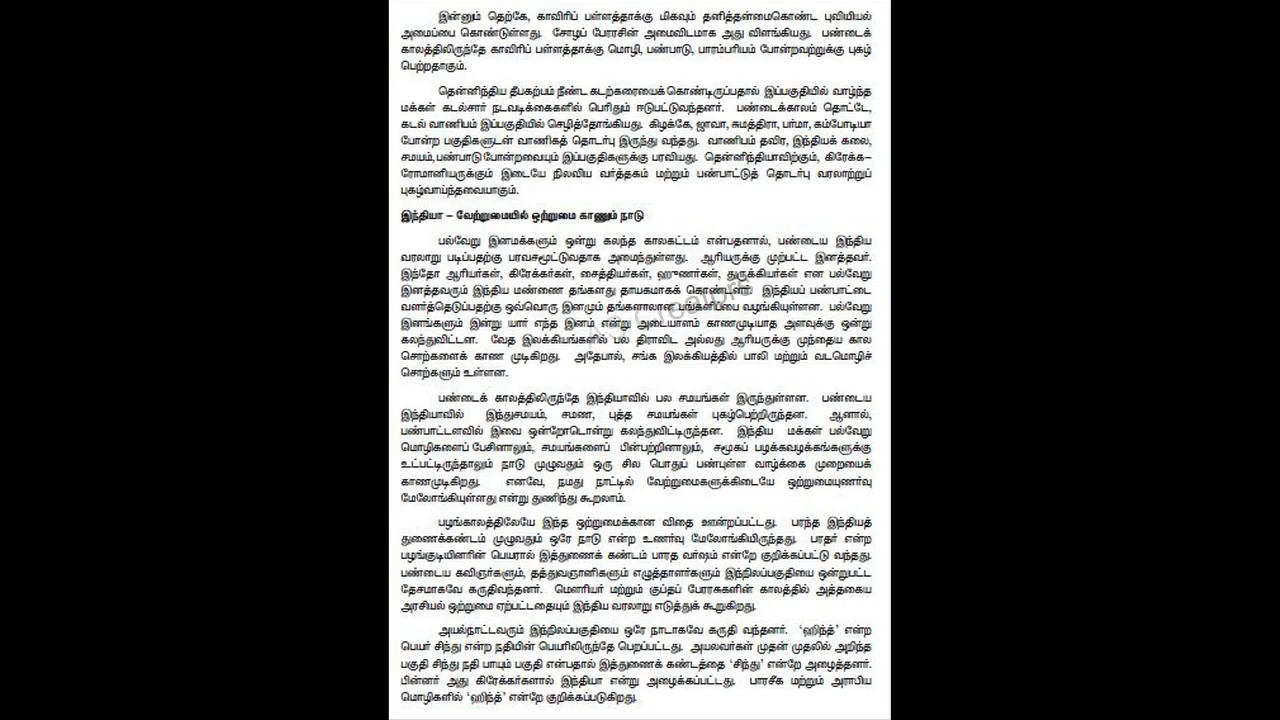 இன்னும் தெற்கே, காவிரிப் பள்ளத்தாக்கு மிகவும் தனித்தன்மைகொண்ட புவியியல்
அமைப்பை கொண்டுள்ளது. சோழப் பேரரசின் அமைவிடமாக அது விளங்கியது. பண்டைக்
காலத்திலிருந்தே காவிரிப் பள்ளத்தாக்கு மொழி, பண்பாடு, பாரம்பரியம் போன்றவற்றுக்கு புகழ்
பெற்றதாகும்.
தென்னிந்திய தீபகற்பம் நீண்ட கடற்கரையைக் கொண்டிருப்பதால் இப்பகுதியில் வாழ்ந்த
மக்கள் கடல்சார் நடவடிக்கைகளில் பெரிதும் ஈடுபட்டுவந்தனர். பண்டைக்காலம் தொட்டே,
கடல் வாணிபம் இப்பகுதியில் செழித்தோங்கியது. கிழக்கே, ஜாவா, சுமத்திரா, பர்மா, கம்போடியா
போன்ற பகுதிகளுடன் வாணிகத் தொடர்பு இருந்து வந்தது. வாணிபம் தவிர, இந்தியக் கலை,
சமயம், பண்பாடு போன்றவையும் இப்பகுதிகளுக்கு பரவியது. தென்னிந்தியாவிற்கும், கிரேக்க–
ரோமானியருக்கும் இடையே நிலவிய வர்த்தகம் மற்றும் பண்பாட்டுத் தொடர்பு வரலாற்றுப்
புகழ்வாய்ந்தவையாகும்.
இந்தியா – வேற்றுமையில் ஒற்றுமை காணும் நாடு
பல்வேறு இனமக்களும் ஒன்று கலந்த காலகட்டம் என்பதனால், பண்டைய இந்திய
வரலாறு படிப்பதற்கு பரவசமூட்டுவதாக அமைந்துள்ளது. ஆரியருக்கு முற்பட்ட இனத்தவர்.
இந்தோ ஆரியர்கள், கிரேக்கர்கள், சைத்தியர்கள், ஹுணர்கள், துருக்கியர்கள் என பல்வேறு
இனத்தவரும் இந்திய மண்ணை தங்களது தாயகமாகக் கொண்டனர். இந்தியப் பண்பாட்டை
வளர்த்தெடுப்பதற்கு ஒவ்வொரு இனமும் தங்களாலான பங்களிப்பை வழங்கியுள்ளன. பல்வேறு
இனங்களும் இன்று யார் எந்த இனம் என்று அடையாளம் காணமுடியாத அளவுக்கு ஒன்று
கலந்துவிட்டன. வேத இலக்கியங்களில் பல திராவிட அல்லது ஆரியருக்கு முந்தைய கால
சொற்களைக் காண முடிகிறது. அதேபால், சங்க இலக்கியத்தில் பாலி மற்றும் வடமொழிச்
சொற்களும் உள்ளன.
பண்டைக் காலத்திலிருந்தே இந்தியாவில் பல சமயங்கள் இருந்துள்ளன. பண்டைய
இந்தியாவில் இந்துசமயம், சமண, புத்த சமயங்கள் புகழ்பெற்றிருந்தன. ஆனால்,
பண்பாட்டளவில் இவை ஒன்றோடொன்று கலந்துவிட்டிருந்தன. இந்திய மக்கள் பல்வேறு
மொழிகளைப் பேசினாலும், சமயங்களைப் பின்பற்றினாலும், சமூகப் பழக்கவழக்கங்களுக்கு
உட்பட்டிருந்தாலும் நாடு முழுவதும் ஒரு சில பொதுப் பண்புள்ள வாழ்க்கை முறையைக்
காணமுடிகிறது. எனவே, நமது நாட்டில் வேற்றுமைகளுக்கிடையே ஒற்றுமையுணர்வு
மேலோங்கியுள்ளது என்று துணிந்து கூறலாம்.
பழங்காலத்திலேயே இந்த ஒற்றுமைக்கான விதை ஊன்றப்பட்டது. பரந்த இந்தியத்
துணைக்கண்டம் முழுவதும் ஒரே நாடு என்ற உணர்வு மேலோங்கியிருந்தது. பரதர் என்ற
பழங்குடியினரின் பெயரால் இத்துணைக் கண்டம் பாரத வர்ஷம் என்றே குறிக்கப்பட்டு வந்தது.
பண்டைய கவிஞர்களும், தத்துவஞானிகளும் எழுத்தாளர்களும் இந்நிலப்பகுதியை ஒன்றுபட்ட
தேசமாகவே கருதிவந்தனர். மௌரியர் மற்றும் குப்தப் பேரரசுகளின் காலத்தில் அத்தகைய
அரசியல் ஒற்றுமை ஏற்பட்டதையும் இந்திய வரலாறு எடுத்துக் கூறுகிறது.
அயல்நாட்டவரும் இந்நிலப்பகுதியை ஒரே நாடாகவே கருதி வந்தனர். ‘ஹிந்த்’ என்ற
பெயர் சிந்து என்ற நதியின் பெயரிலிருந்தே பெறப்பட்டது. அயலவர்கள் முதன் முதலில் அறிந்த
பகுதி சிந்து நதி பாயும் பகுதி என்பதால் இத்துணைக் கண்டத்தை ‘சிந்து’ என்றே அழைத்தனர்.
பின்னர் அது கிரேக்கர்களால் இந்தியா என்று அழைக்கப்பட்டது. பாரசீக மற்றும் அராபிய
மொழிகளில் ‘ஹிந்த்’ என்றே குறிக்கப்படுகிறது.